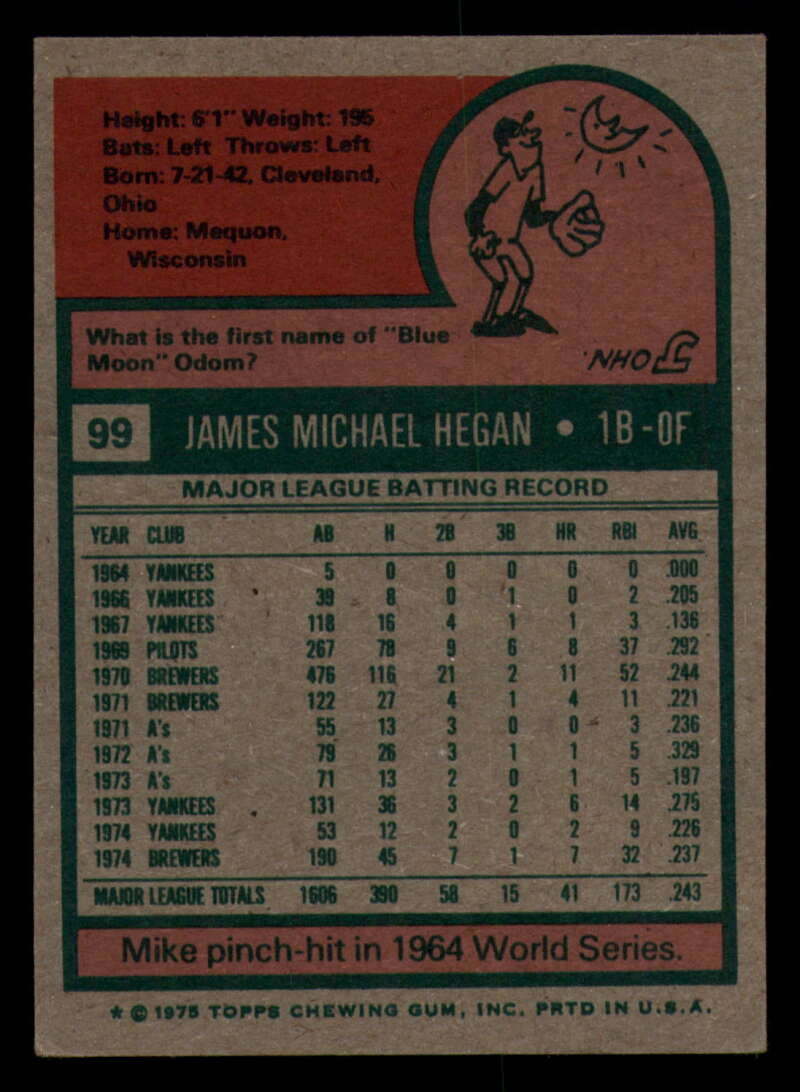 Height: 6'1" Weight: 195
Bats: Left Throws: Left
Born: 7-21-42, Cleveland,
Ohio
Home: Mequon,
Wisconsin
What is the first name of "Blue
Moon" Odom?
JOHN.
99 JAMES MICHAEL HEGAN • 1B-OF
MAJOR LEAGUE BATTING RECORD
YEAR CLUB AB H 2B 3B HR RBI AVG
1964 YANKEES 5 0 0 0 0 0 .000
1966 YANKEES 39 8 0 1 0 2 .205
1967 YANKEES 118 16 4 1 1 3 .136
1969 PILOTS 267 78 9 6 8 37 .292
1970 BREWERS 476 116 21 2 11 52 .244
1971 BREWERS 122 27 4 1 4 11 .221
1971 A's 55 13 3 0 0 3 .236
1972 A's 79 26 3 1 1 5 .329
1973 A's 71 13 2 0 1 5 .197
1973 YANKEES 131 36 3 2 6 14 .275
1974 YANKEES 53 12 2 0 2 9 .226
1974 BREWERS 190 45 7 1 7 32 .237
MAJOR LEAGUE TOTALS 1606 390 58 15 41 173 .243
Mike pinch-hit in 1964 World Series.
* © 1975 TOPPS CHEWING GUM, INC. PRTD IN U.S.A.